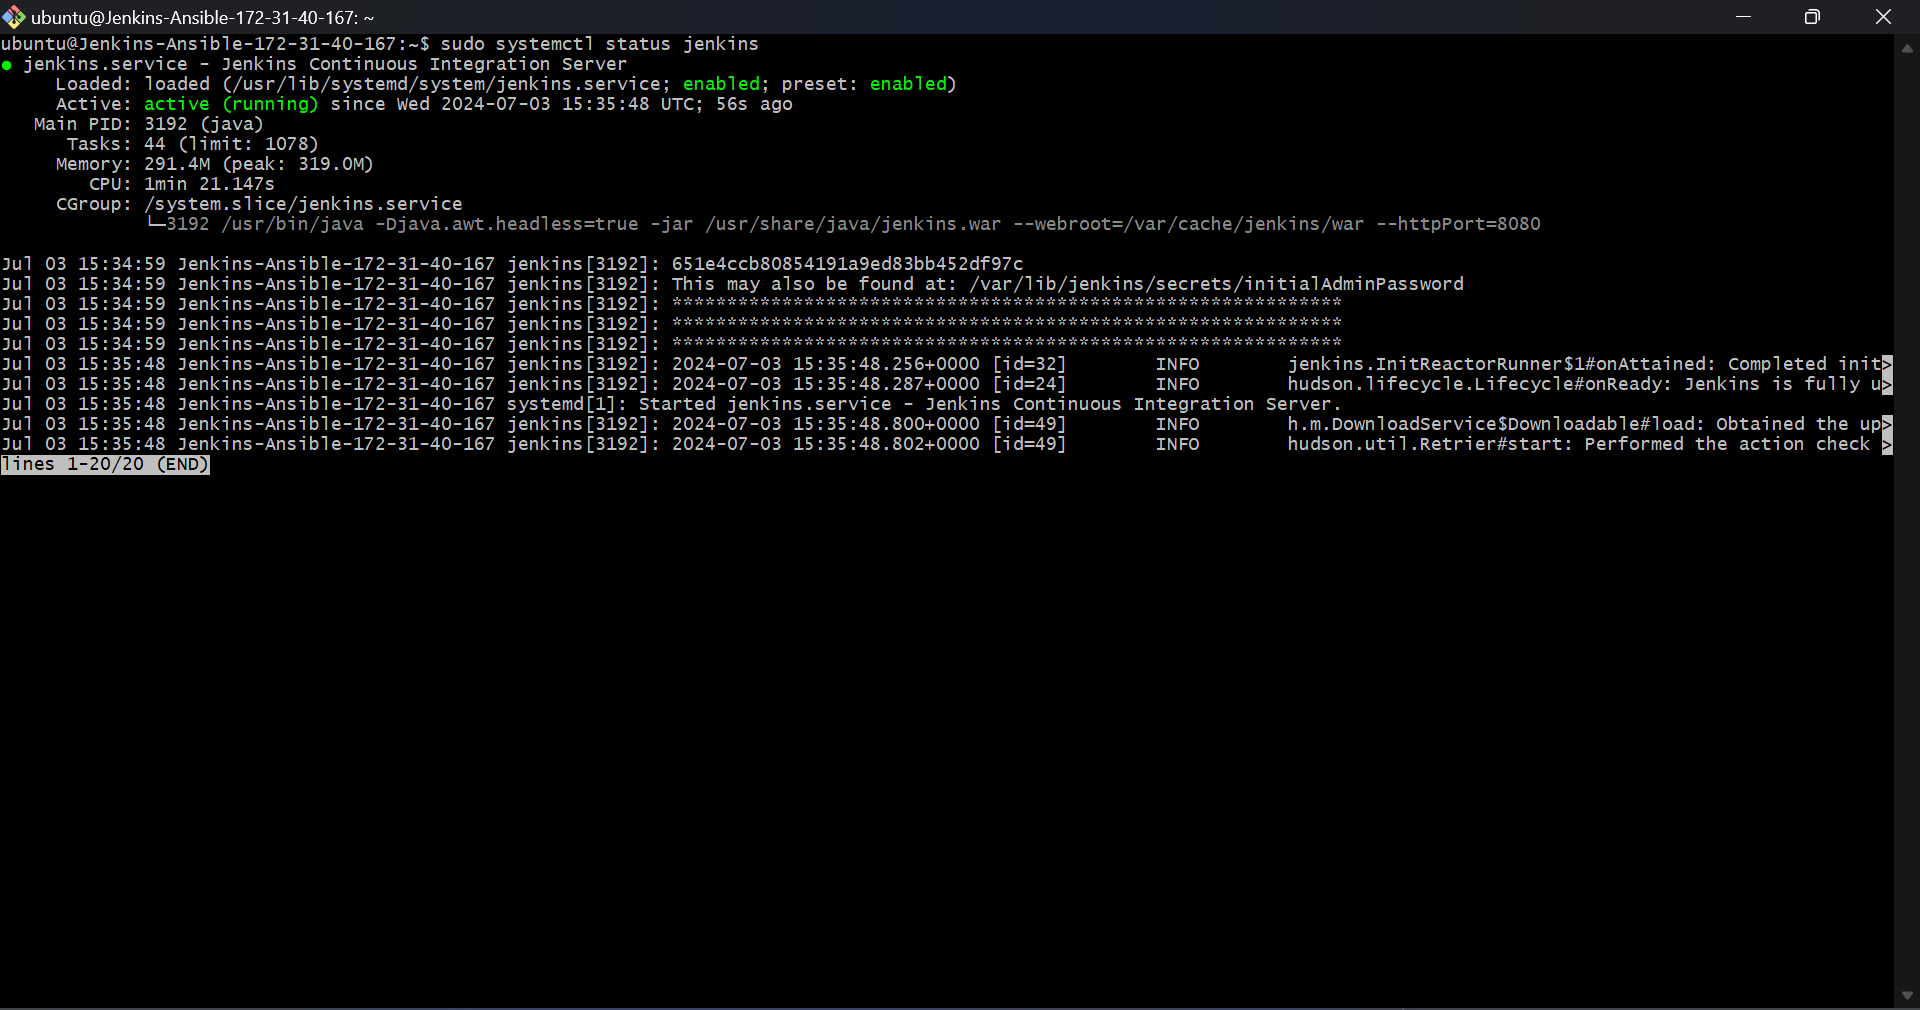 ubuntu@Jenkins-Ansible-172-31-40-167: ~
ubuntu@Jenkins-Ansible-172-31-40-167:~$ sudo systemctl status jenkins
● jenkins.service - Jenkins Continuous Integration Server
     Loaded: loaded (/usr/lib/systemd/system/jenkins.service; enabled; preset: enabled)
     Active: active (running) since Wed 2024-07-03 15:35:48 UTC; 56s ago
   Main PID: 3192 (java)
      Tasks: 44 (limit: 1078)
     Memory: 291.4M (peak: 319.0M)
        CPU: 1min 21.147s
     CGroup: /system.slice/jenkins.service
             └─3192 /usr/bin/java -Djava.awt.headless=true -jar /usr/share/java/jenkins.war --webroot=/var/cache/jenkins/war --httpPort=8080
Jul 03 15:34:59 Jenkins-Ansible-172-31-40-167 jenkins[3192]: 651e4ccb80854191a9ed83bb452df97c
Jul 03 15:34:59 Jenkins-Ansible-172-31-40-167 jenkins[3192]: This may also be found at: /var/lib/jenkins/secrets/initialAdminPassword
Jul 03 15:34:59 Jenkins-Ansible-172-31-40-167 jenkins[3192]: *************************************************************
Jul 03 15:34:59 Jenkins-Ansible-172-31-40-167 jenkins[3192]: *************************************************************
Jul 03 15:34:59 Jenkins-Ansible-172-31-40-167 jenkins[3192]: *************************************************************
Jul 03 15:35:48 Jenkins-Ansible-172-31-40-167 jenkins[3192]: 2024-07-03 15:35:48.256+0000 [id=32]        INFO        jenkins.InitReactorRunner$1#onAttained: Completed init>
Jul 03 15:35:48 Jenkins-Ansible-172-31-40-167 jenkins[3192]: 2024-07-03 15:35:48.287+0000 [id=24]        INFO        hudson.lifecycle.Lifecycle#onReady: Jenkins is fully u>
Jul 03 15:35:48 Jenkins-Ansible-172-31-40-167 systemd[1]: Started jenkins.service - Jenkins Continuous Integration Server.
Jul 03 15:35:48 Jenkins-Ansible-172-31-40-167 jenkins[3192]: 2024-07-03 15:35:48.800+0000 [id=49]        INFO        h.m.DownloadService$Downloadable#load: Obtained the up>
Jul 03 15:35:48 Jenkins-Ansible-172-31-40-167 jenkins[3192]: 2024-07-03 15:35:48.802+0000 [id=49]        INFO        hudson.util.Retrier#start: Performed the action check >
lines 1-20/20 (END)